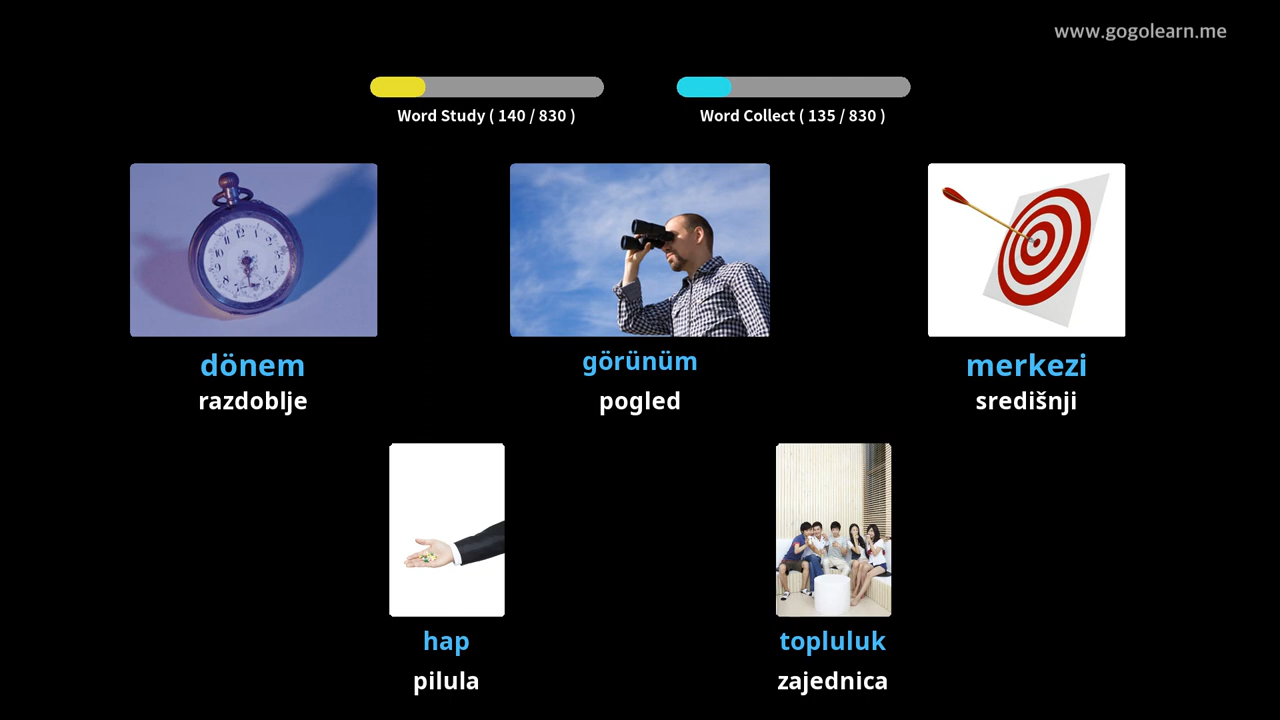 www.gogolearn.me
Word Study ( 140 / 830 )
Word Collect ( 135 / 830 )
dönem
razdoblje
görünüm
pogled
merkezi
središnji
hap
pilula
topluluk
zajednica